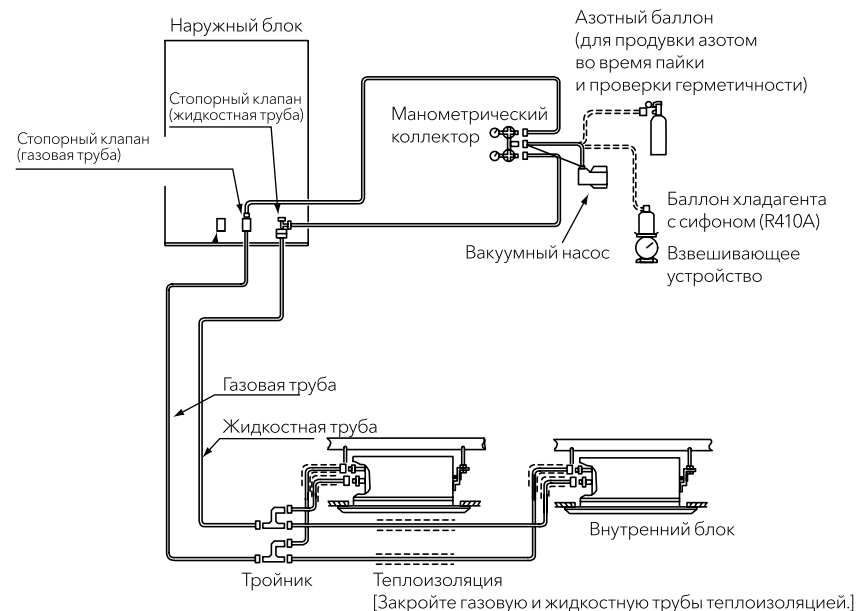 Наружный блок
Азотный баллон
(для продувки азотом
во время пайки
и проверки герметичности)
Стопорный клапан
(жидкостная труба)
Манометрический
коллектор
Стопорный клапан
(газовая труба)
Баллон хладагента
с сифоном (R410A)
Вакуумный насос
Взвешивающее
устройство
Газовая труба
Жидкостная труба
Внутренний блок
Тройник
Теплоизоляция
[Закройте газовую и жидкостную трубы теплоизоляцией.]